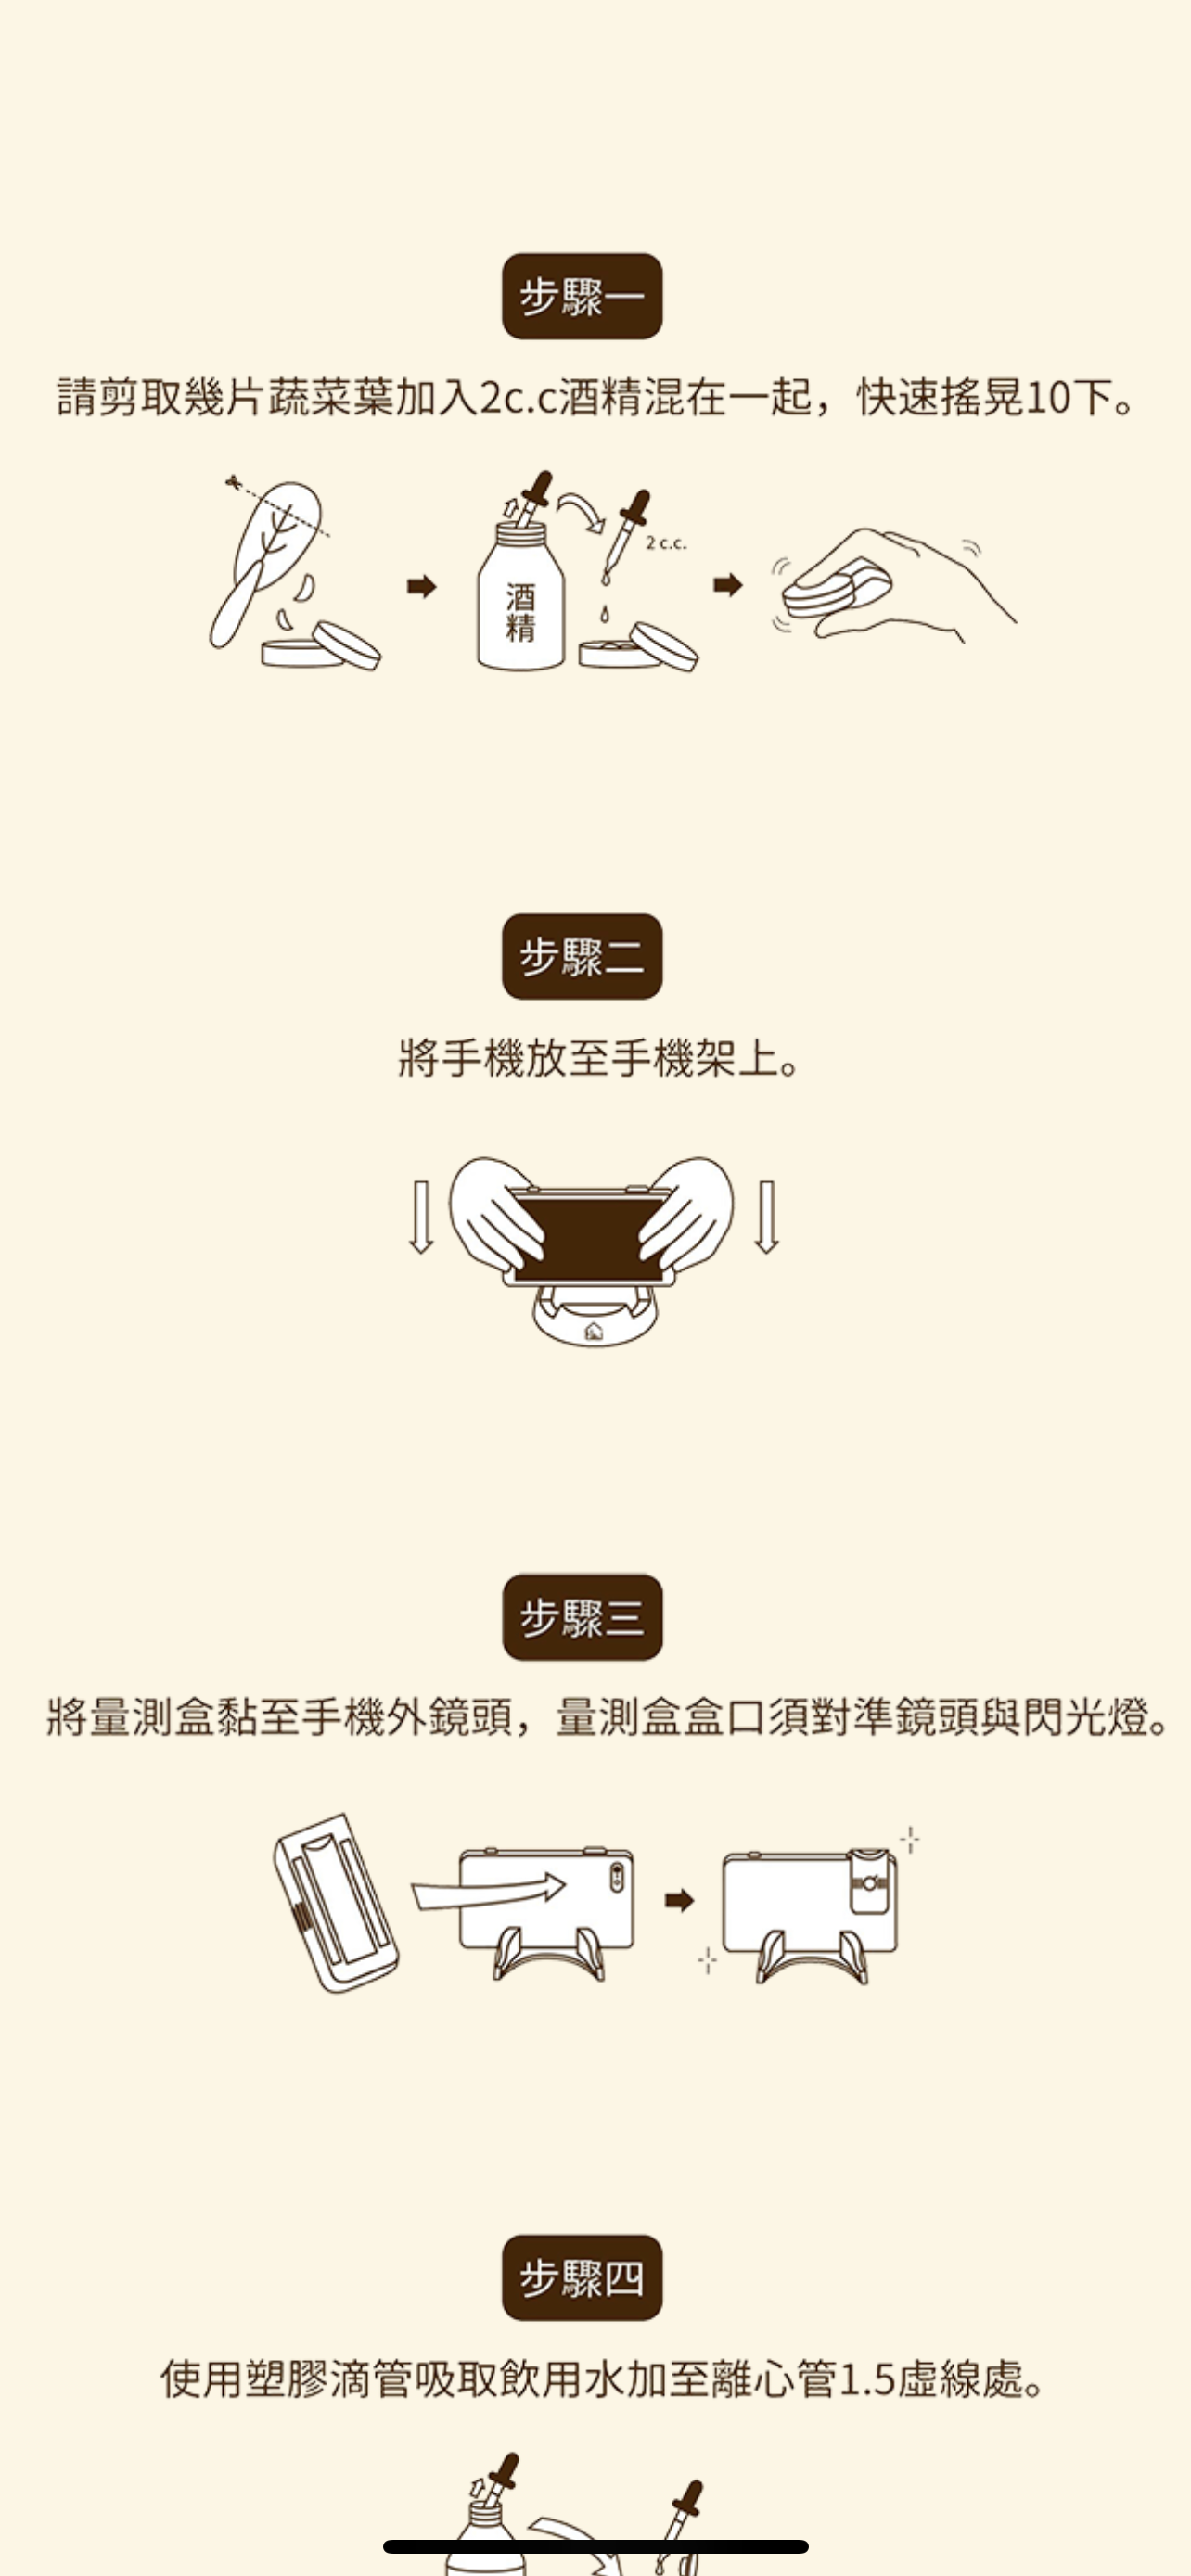 步驟一
請剪取幾片蔬菜葉加入2c.c酒精混在一起，快速搖晃10下。
2 c.c.
酒
精
步驟二
將手機放至手機架上。
步驟三
將量測盒黏至手機外鏡頭，量測盒盒口須對準鏡頭與閃光燈。
步驟四
使用塑膠滴管吸取飲用水加至離心管1.5虛線處。